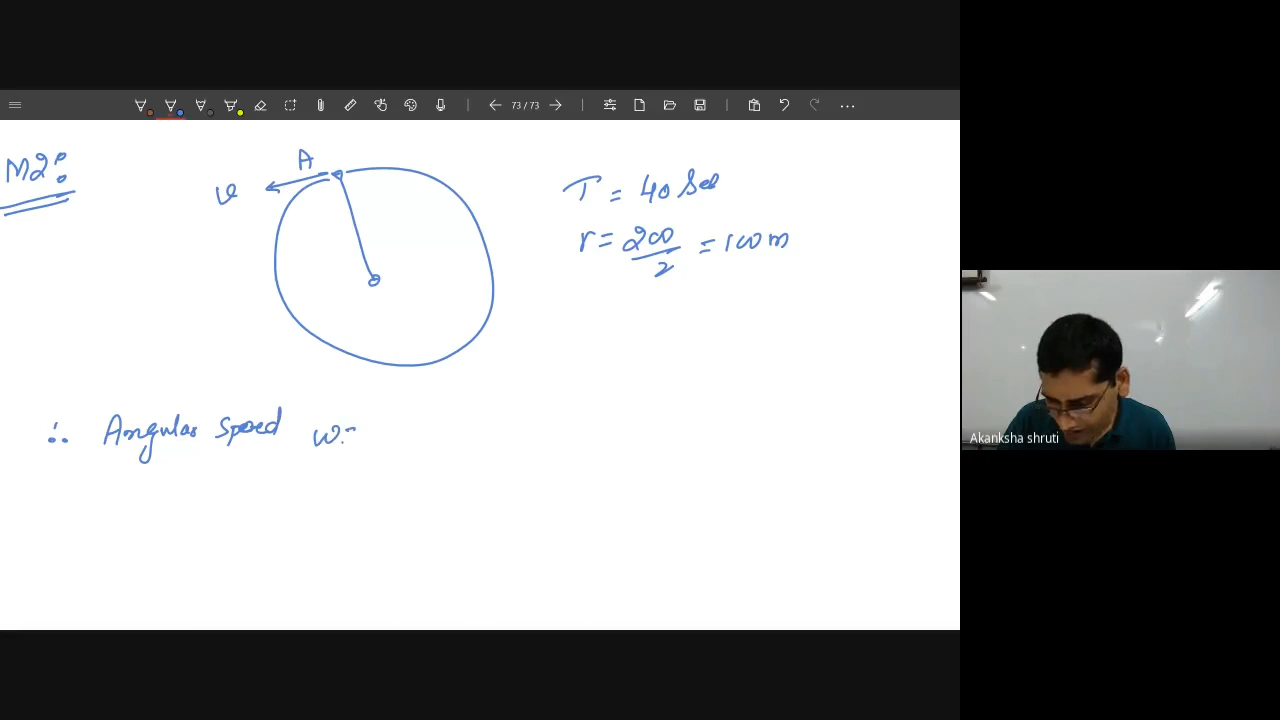 73 / 73
M2:
A
v
T = 40 Sec
r = 200/2 = 100 m
∴ Angular Speed ω =
Akanksha shruti